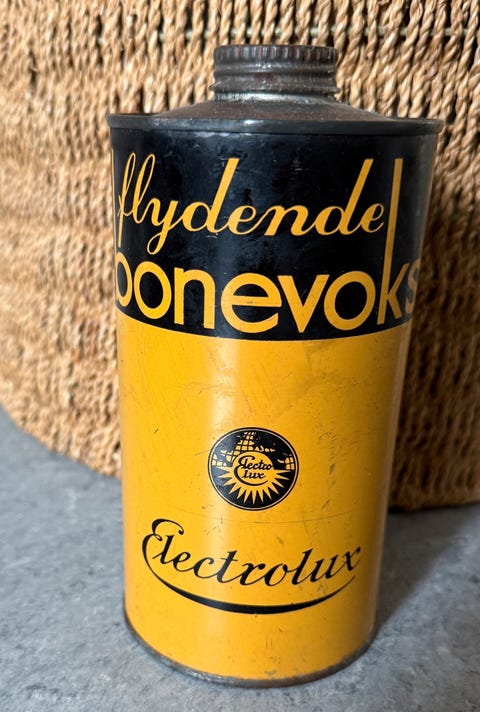 flydende
bonevoks
Electro
Lux
Electrolux